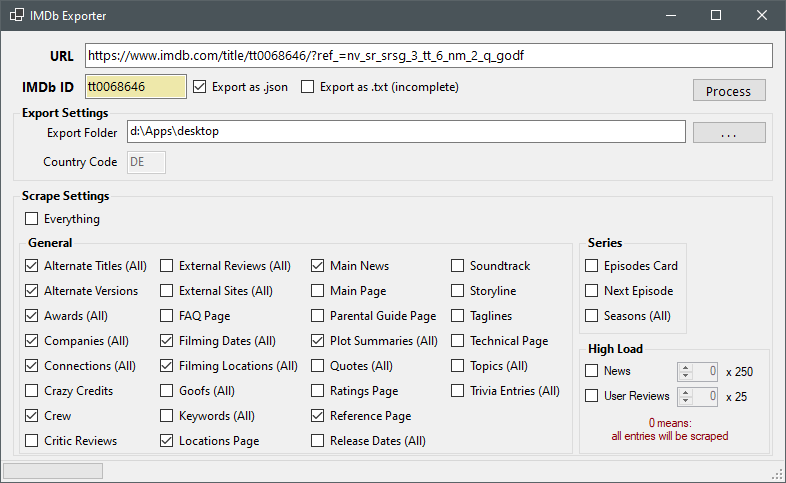 IMDb Exporter
URL https://www.imdb.com/title/tt0068646/?ref_=nv_sr_srsg_3_tt_6_nm_2_q_godf
IMDb ID tt0068646 Export as .json Export as .txt (incomplete) Process
Export Settings
Export Folder d:\Apps\desktop ...
Country Code DE
Scrape Settings
Everything
General
Alternate Titles (All) External Reviews (All) Main News Soundtrack
Alternate Versions External Sites (All) Main Page Storyline
Awards (All) FAQ Page Parental Guide Page Taglines
Companies (All) Filming Dates (All) Plot Summaries (All) Technical Page
Connections (All) Filming Locations (All) Quotes (All) Topics (All)
Crazy Credits Goofs (All) Ratings Page Trivia Entries (All)
Crew Keywords (All) Reference Page
Critic Reviews Locations Page Release Dates (All)
Series
Episodes Card
Next Episode
Seasons (All)
High Load
News 0 x 250
User Reviews 0 x 25
0 means:
all entries will be scraped